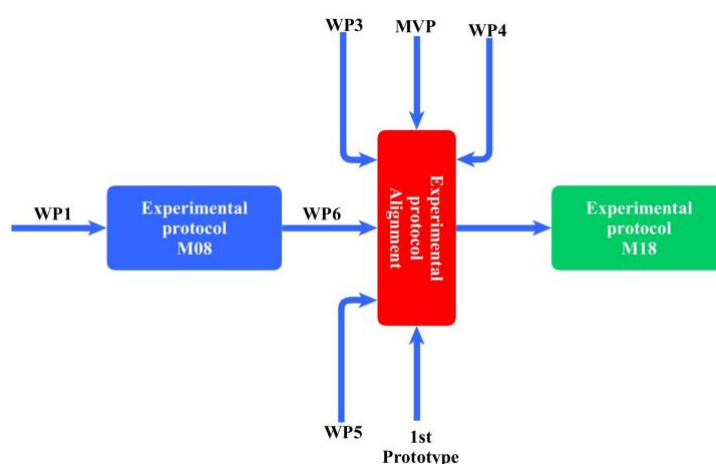 WP3
MVP
WP4
WP1
Experimental
protocol
M08
WP6
Experimental
protocol
Alignment
Experimental
protocol
M18
WP5
1st
Prototype